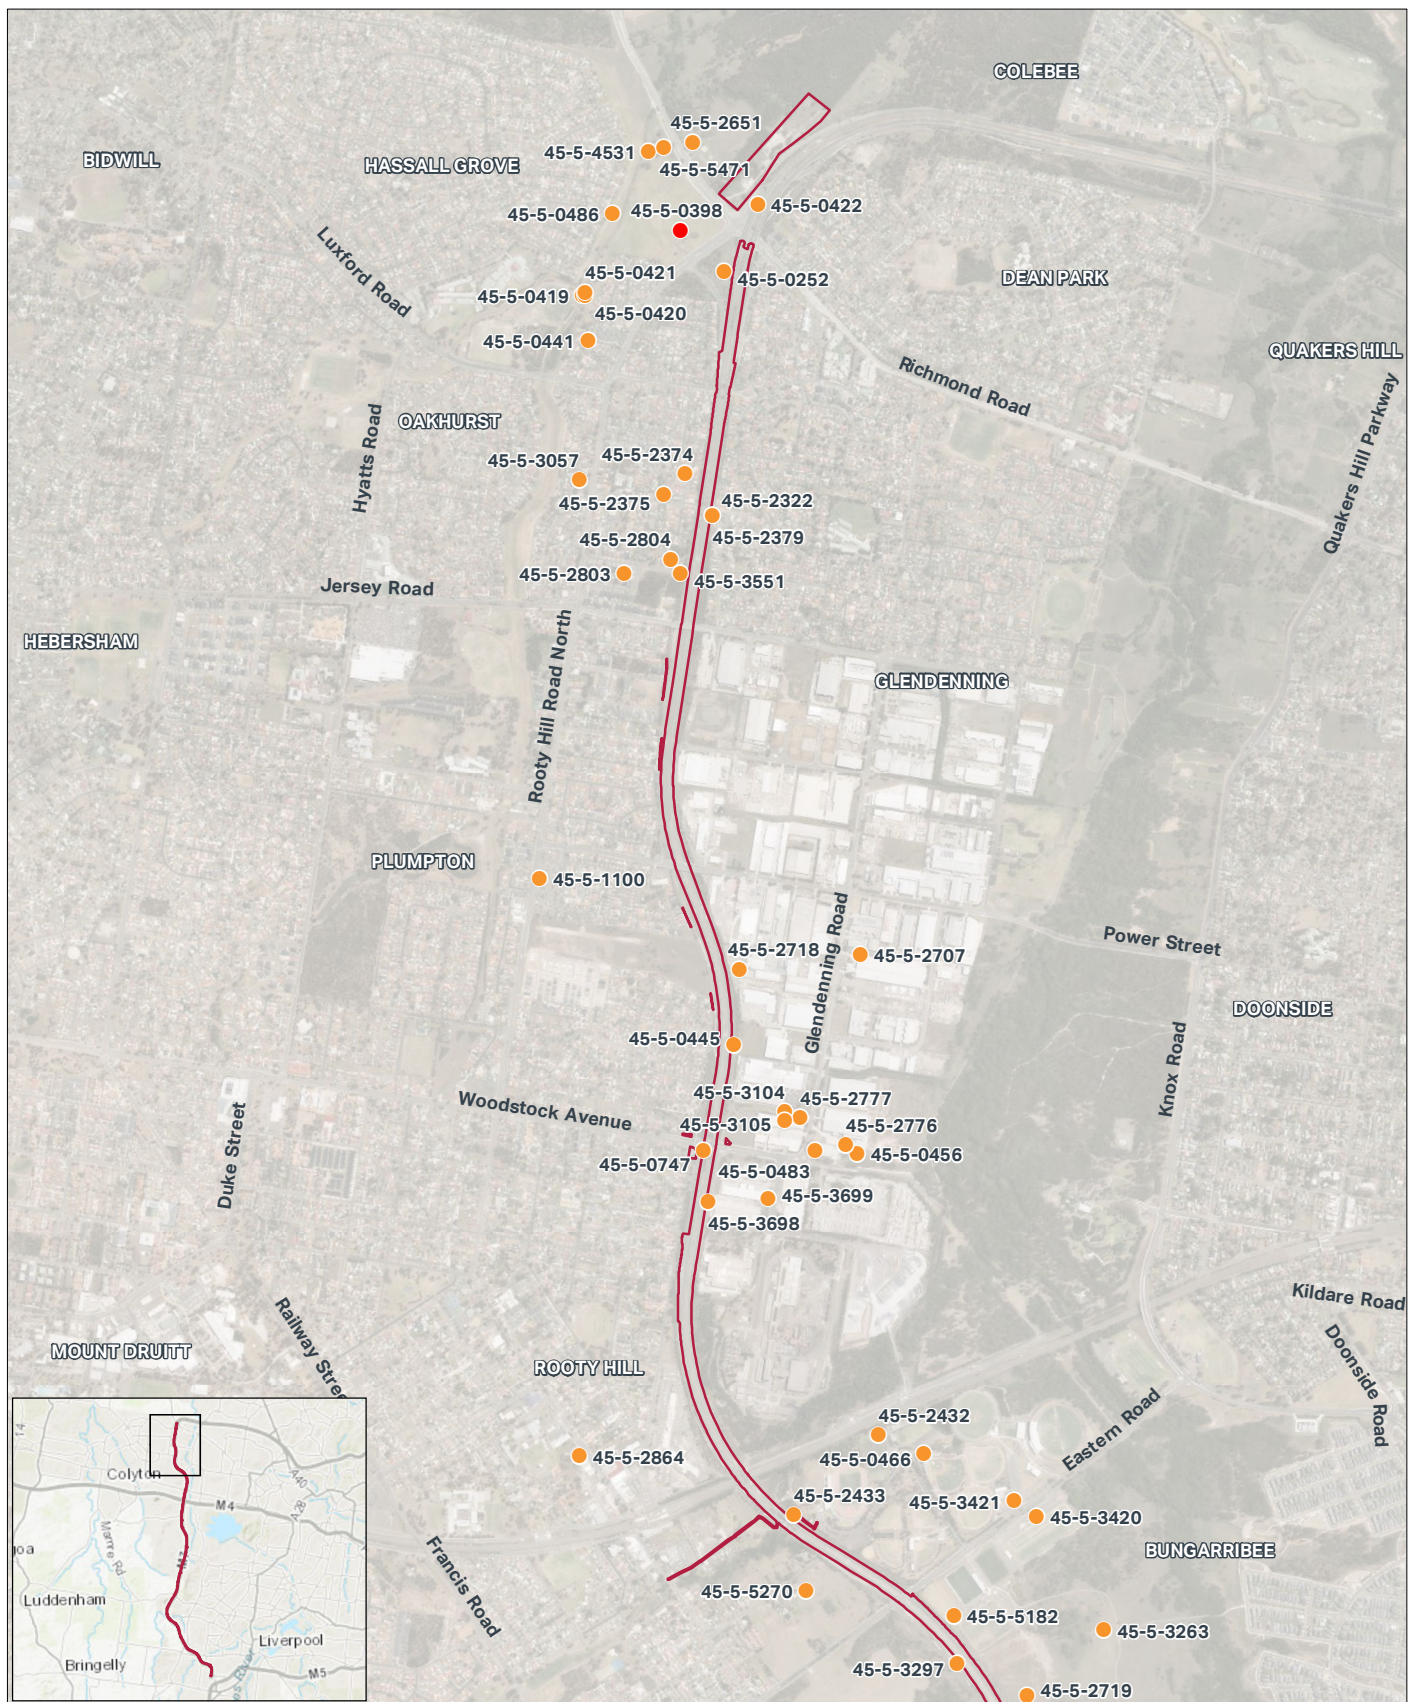 COLEBEE
45-5-2651
45-5-4531
BIDWILL
HASSALL GROVE
45-5-5471
45-5-0422
45-5-0486
45-5-0398
Luxford Road
45-5-0421
45-5-0252
DEAN PARK
45-5-0419
45-5-0420
45-5-0441
QUAKERS HILL
Richmond Road
Quakers Hill Parkway
OAKHURST
Hyatts Road
45-5-3057
45-5-2374
45-5-2375
45-5-2322
45-5-2379
45-5-2804
45-5-2803
45-5-3551
Jersey Road
HEBERSHAM
Rooty Hill Road North
GLENDENNING
PLUMPTON
45-5-1100
Glendenning Road
Power Street
45-5-2718
45-5-2707
DOONSIDE
45-5-0445
Knox Road
45-5-3104
45-5-2777
Woodstock Avenue
45-5-3105
45-5-2776
Duke Street
45-5-0747
45-5-0483
45-5-0456
45-5-3699
45-5-3698
Kildare Road
Railway Stree
MOUNT DRUITT
ROOTY HILL
Doonside Road
Eastern Road
45-5-2432
45-5-2864
45-5-0466
45-5-2433
45-5-3421
45-5-3420
BUNGARRIBEE
Francis Road
45-5-5270
45-5-5182
45-5-3263
45-5-3297
45-5-2719
14
Colyton
A40
M4
A28
Mamre Rd
M7
Luddenham
Liverpool
Bringelly
M5